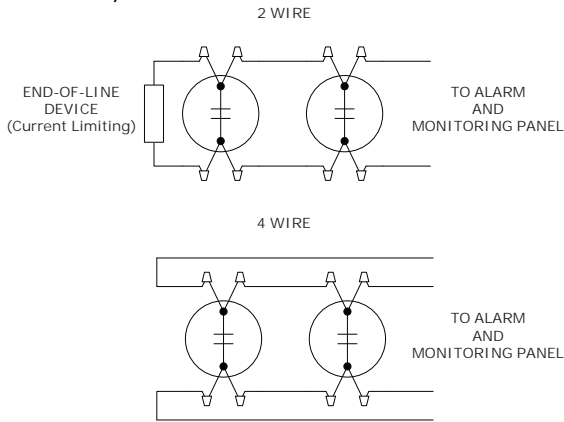 2 WIRE
END-OF-LINE
DEVICE
(Current Limiting)
TO ALARM
AND
MONITORING PANEL
4 WIRE
TO ALARM
AND
MONITORING PANEL